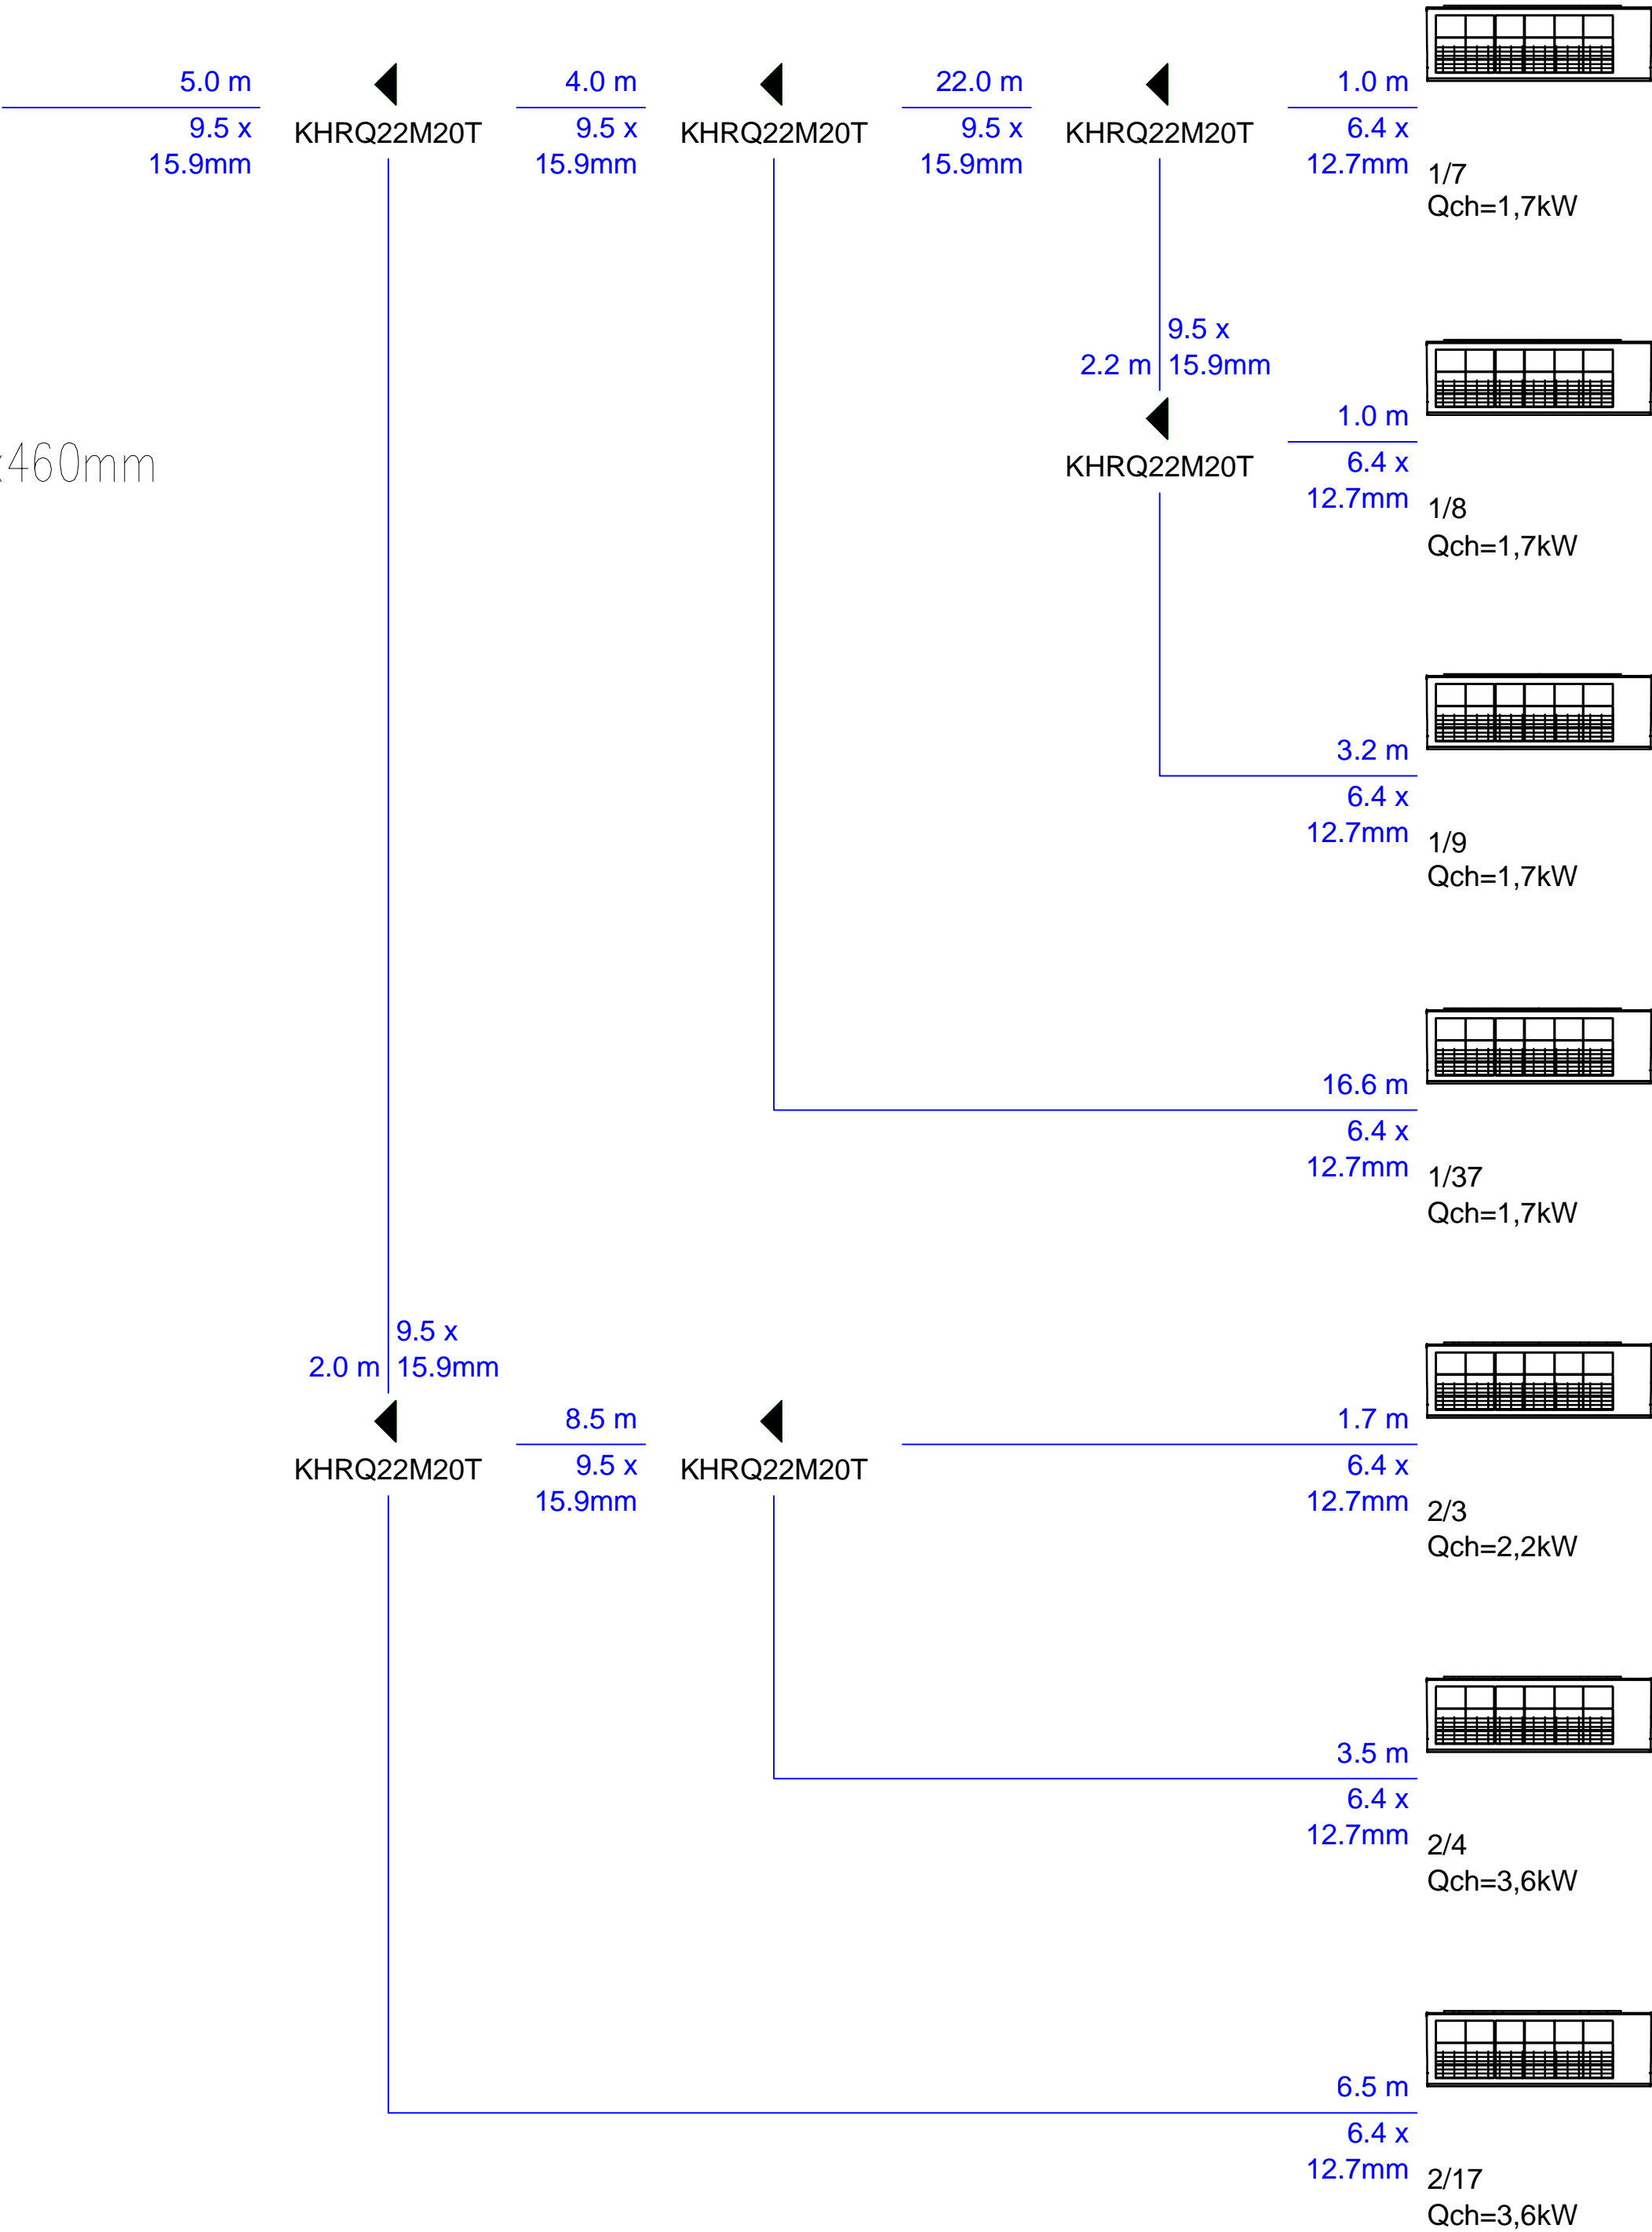 5.0 m
9.5 x
15.9mm
KHRQ22M20T
4.0 m
9.5 x
15.9mm
KHRQ22M20T
22.0 m
9.5 x
15.9mm
KHRQ22M20T
1.0 m
6.4 x
12.7mm
1/7
Qch=1,7kW
9.5 x
2.2 m 15.9mm
KHRQ22M20T
1.0 m
6.4 x
12.7mm
1/8
Qch=1,7kW
x460mm
3.2 m
6.4 x
12.7mm
1/9
Qch=1,7kW
16.6 m
6.4 x
12.7mm
1/37
Qch=1,7kW
9.5 x
2.0 m 15.9mm
KHRQ22M20T
8.5 m
9.5 x
15.9mm
KHRQ22M20T
1.7 m
6.4 x
12.7mm
2/3
Qch=2,2kW
3.5 m
6.4 x
12.7mm
2/4
Qch=3,6kW
6.5 m
6.4 x
12.7mm
2/17
Qch=3,6kW